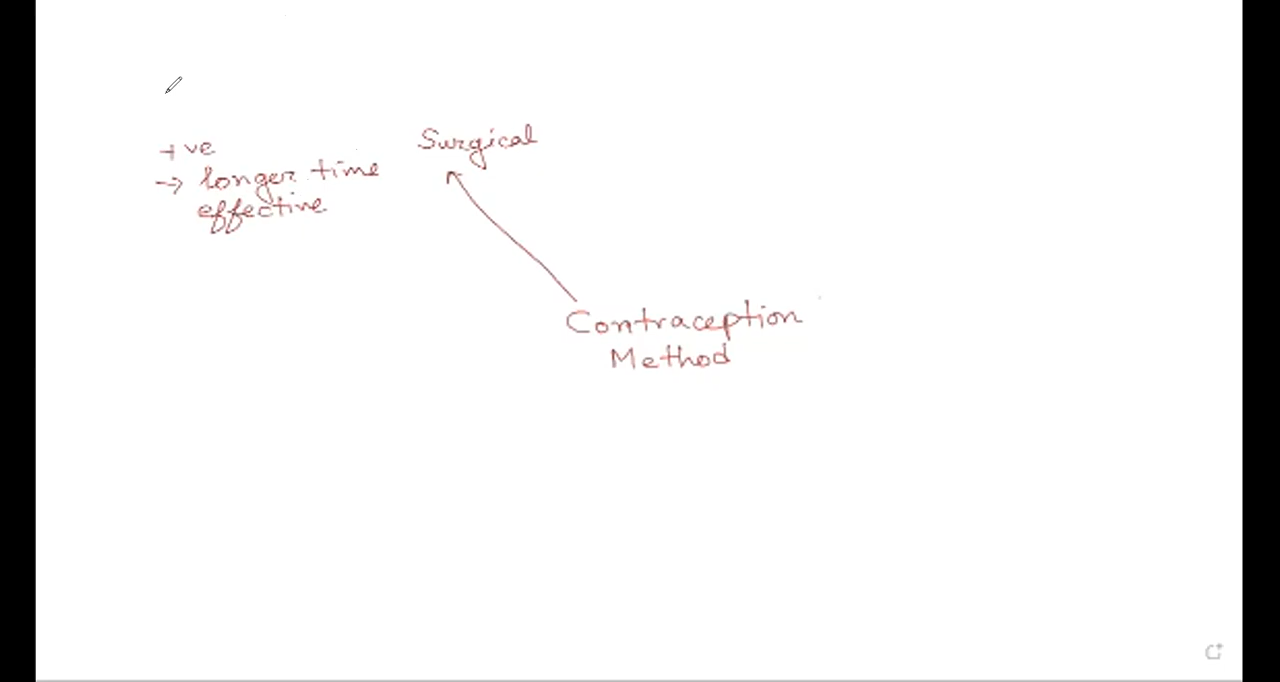 +ve
→ longer time
effective
Surgical
Contraception
Method